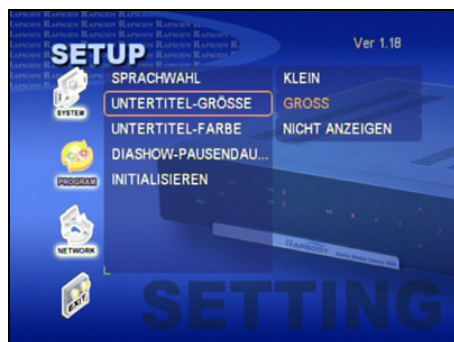 SETUP
Ver 1.18
SYSTEM
PROGRAM
NETWORK
EXIT
SPRACHWAHL
UNTERTITEL-GRÖSSE
UNTERTITEL-FARBE
DIASHOW-PAUSENDAU...
INITIALISIEREN
KLEIN
GROSS
NICHT ANZEIGEN
RAPSODY
SETTING